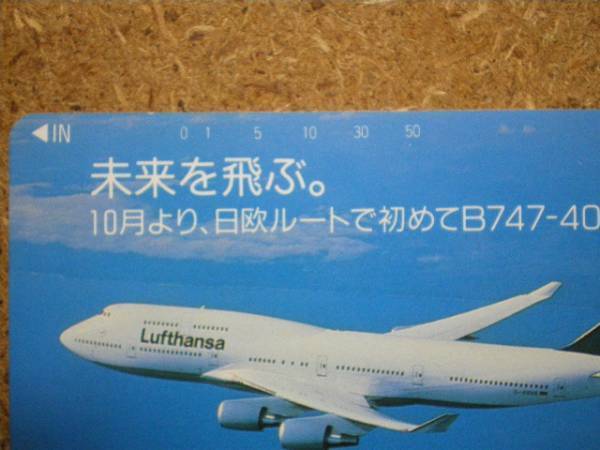 ◀IN 0 1 5 10 30 50
未来を飛ぶ。
10月より、日欧ルートで初めてB747-40
Lufthansa